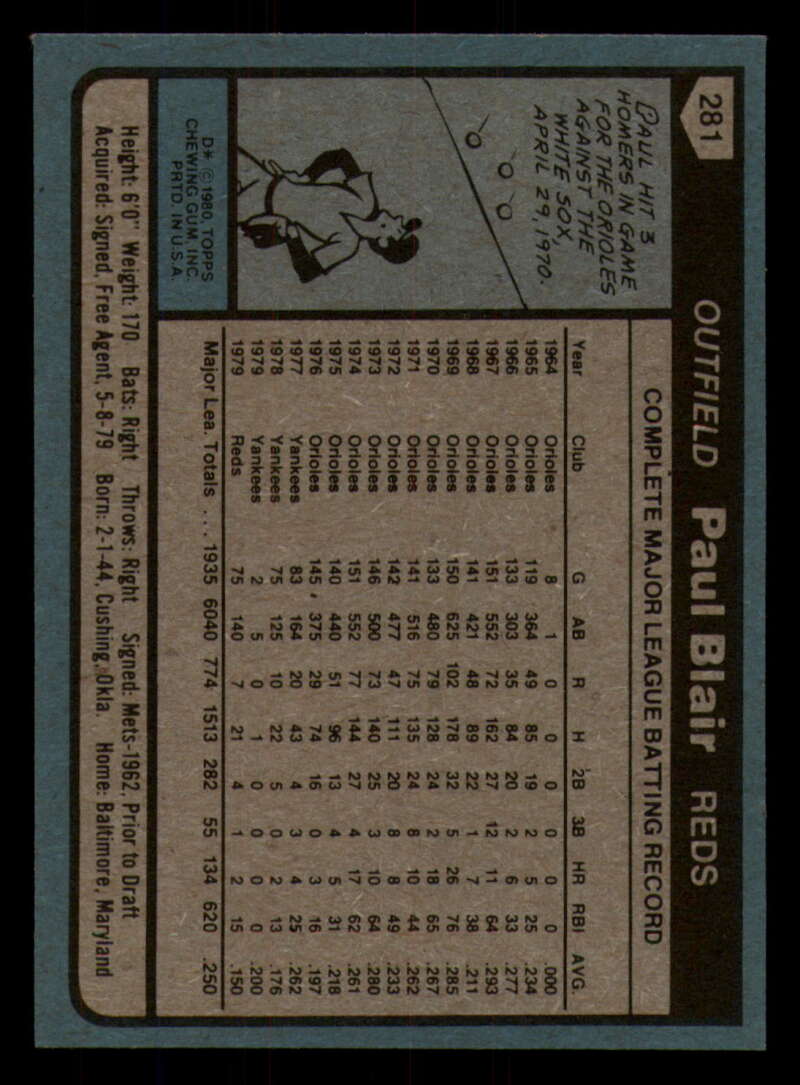 281
OUTFIELD Paul Blair REDS
PAUL HIT 3
HOMERS IN GAME
FOR THE ORIOLES
AGAINST THE
WHITE SOX,
APRIL 29, 1970.
D* © 1980, TOPPS
CHEWING GUM, INC.
PRTD. IN U.S.A.
COMPLETE MAJOR LEAGUE BATTING RECORD
Year Club G AB R H 2B 3B HR RBI AVG.
1964 Orioles 8 1 0 0 0 0 0 0 .000
1965 Orioles 119 364 49 85 19 2 5 25 .234
1966 Orioles 133 303 35 84 20 2 6 33 .277
1967 Orioles 151 552 72 162 27 12 11 64 .293
1968 Orioles 141 421 48 89 22 1 7 38 .211
1969 Orioles 150 625 102 178 32 5 26 76 .285
1970 Orioles 133 480 79 128 24 2 18 65 .267
1971 Orioles 141 516 75 135 24 8 10 44 .262
1972 Orioles 142 477 47 111 20 8 8 49 .233
1973 Orioles 146 500 73 140 25 3 10 64 .280
1974 Orioles 151 552 77 144 27 4 17 62 .261
1975 Orioles 140 440 51 96 13 4 5 31 .218
1976 Orioles 145 375 29 74 16 0 3 16 .197
1977 Yankees 83 164 20 43 4 3 4 25 .262
1978 Yankees 75 125 10 22 5 0 2 13 .176
1979 Yankees 2 5 0 1 0 0 0 0 .200
1979 Reds 75 140 7 21 4 1 2 15 .150
Major Lea. Totals . . . 1935 6040 774 1513 282 55 134 620 .250
Height: 6'0" Weight: 170 Bats: Right Throws: Right Signed: Mets-1962, Prior to Draft
Acquired: Signed, Free Agent, 5-8-79 Born: 2-1-44, Cushing, Okla. Home: Baltimore, Maryland